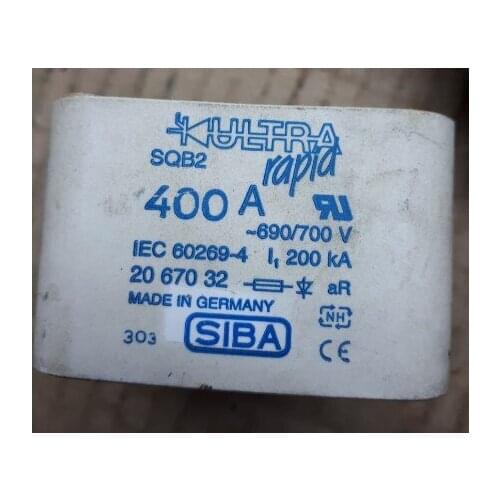 ULTRA
rapid
SQB2
400 A
~690/700 V
IEC 60269-4 I₁ 200 kA
20 670 32 aR
MADE IN GERMANY
NH
303 SIBA CE